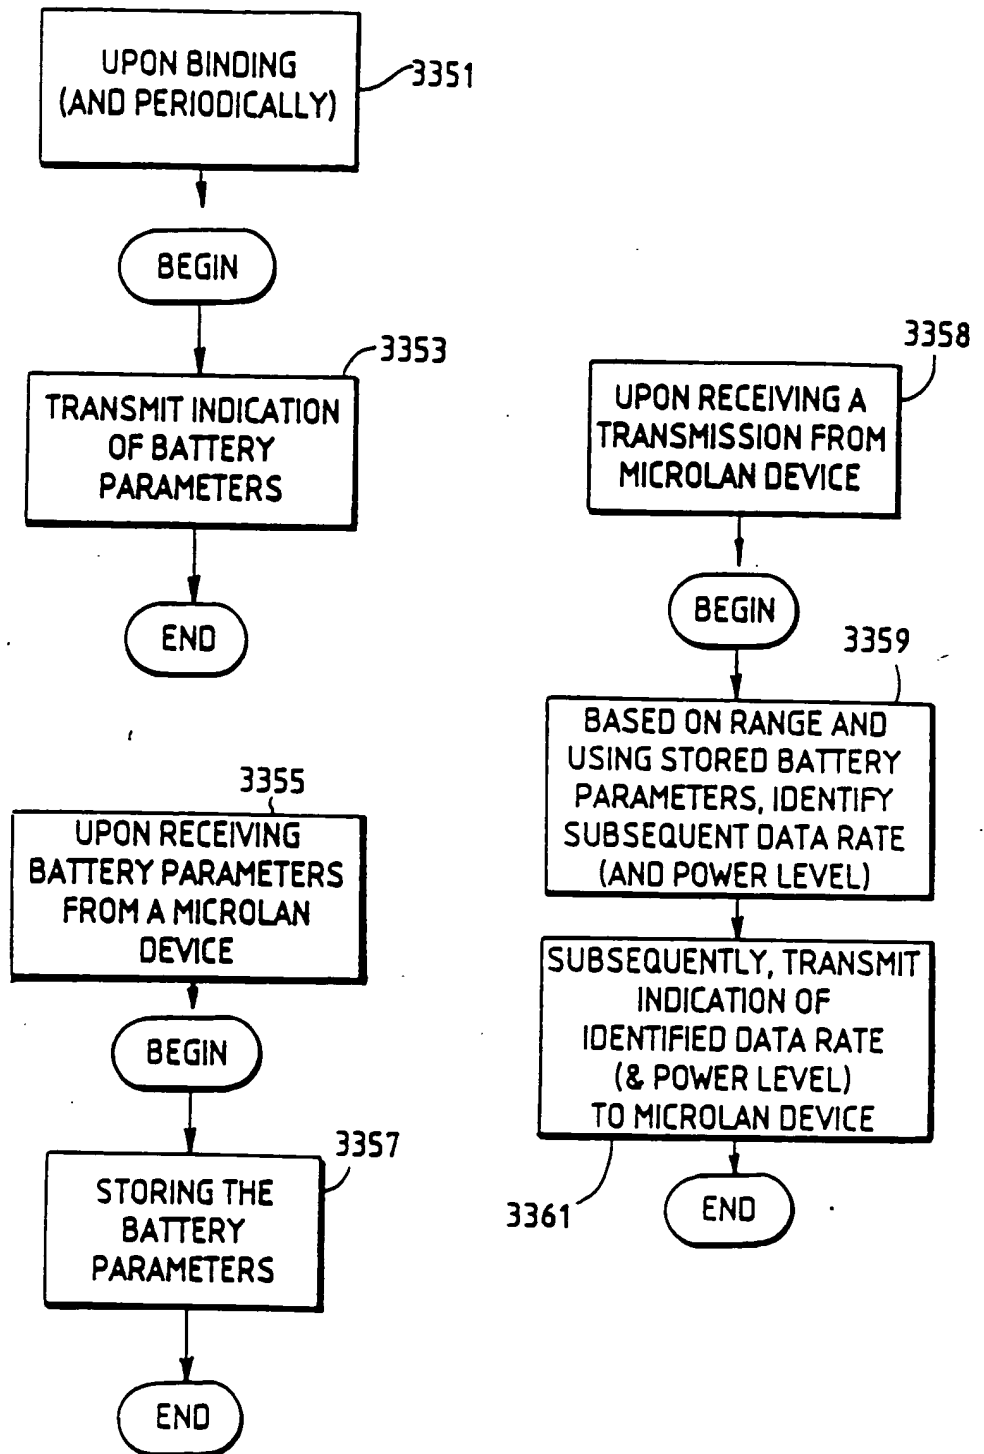 UPON BINDING
(AND PERIODICALLY)
3351
BEGIN
3353
TRANSMIT INDICATION
OF BATTERY
PARAMETERS
END
3355
UPON RECEIVING
BATTERY PARAMETERS
FROM A MICROLAN
DEVICE
BEGIN
3357
STORING THE
BATTERY
PARAMETERS
END
3358
UPON RECEIVING A
TRANSMISSION FROM
MICROLAN DEVICE
BEGIN
3359
BASED ON RANGE AND
USING STORED BATTERY
PARAMETERS, IDENTIFY
SUBSEQUENT DATA RATE
(AND POWER LEVEL)
SUBSEQUENTLY, TRANSMIT
INDICATION OF
IDENTIFIED DATA RATE
(& POWER LEVEL)
TO MICROLAN DEVICE
3361
END